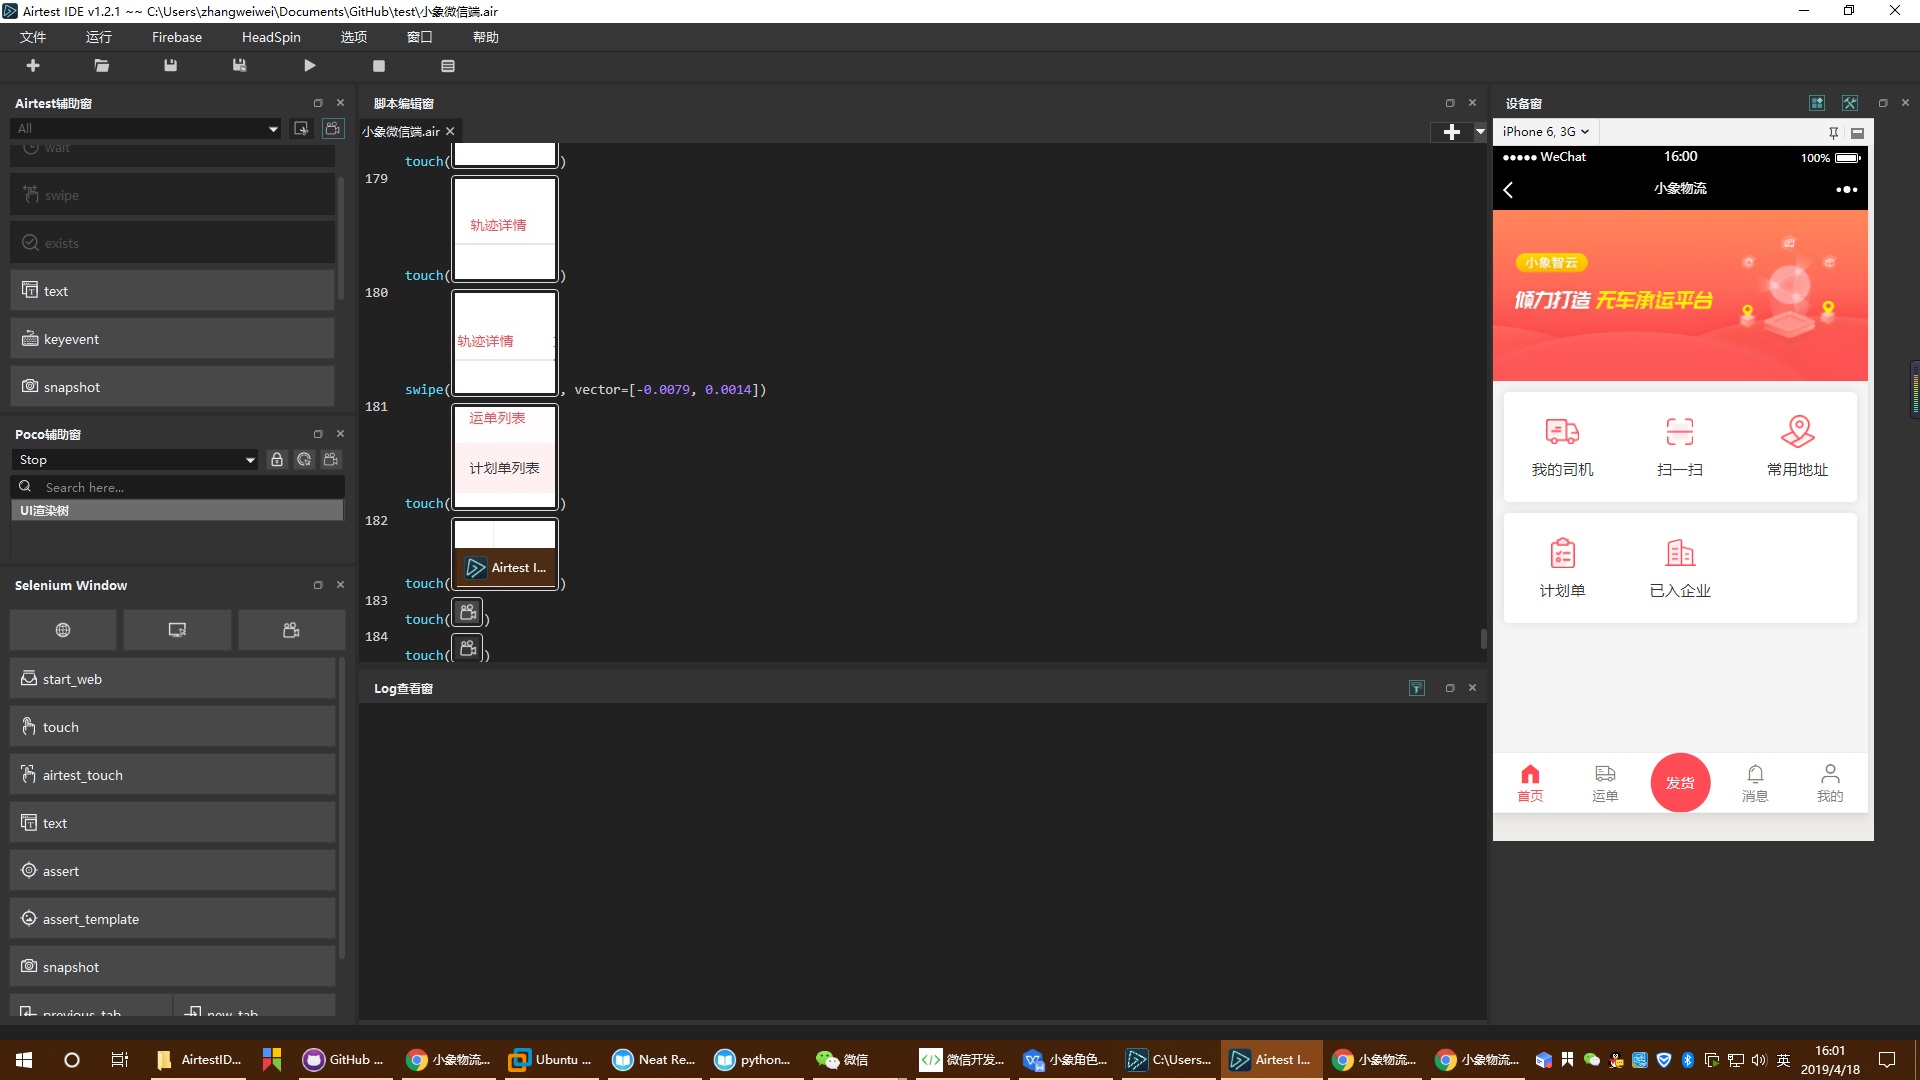 Airtest IDE v1.2.1 ~~ C:\Users\zhangweiwei\Documents\GitHub\test\小象微信端.air
文件 运行 Firebase HeadSpin 选项 窗口 帮助
Airtest辅助窗
All
wait
swipe
exists
text
keyevent
snapshot
Poco辅助窗
Stop
Search here...
UI渲染树
Selenium Window
start_web
touch
airtest_touch
text
assert
assert_template
snapshot
previous_tab new_tab
脚本编辑窗
小象微信端.air
touch( )
179
轨迹详情
touch( )
180
轨迹详情
swipe( , vector=[-0.0079, 0.0014])
181
运单列表
计划单列表
touch( )
182
Airtest I...
touch( )
183
touch( )
184
touch( )
Log查看窗
设备窗
iPhone 6, 3G
WeChat 16:00 100%
小象物流
小象智云
倾力打造 无车承运平台
我的司机 扫一扫 常用地址
计划单 已入企业
首页 运单 发货 消息 我的
AirtestID... GitHub ... 小象物流... Ubuntu ... Neat Re... python... 微信 微信开发... 小象角色... C:\Users... Airtest I... 小象物流... 小象物流... 英 16:01
2019/4/18